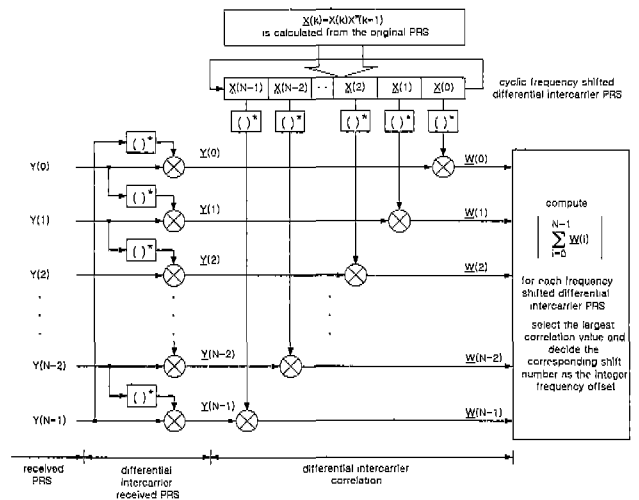 X(k)=X(k)X*(k-1)
is calculated from the original PRS
X(N-1) X(N-2) ·· X(2) X(1) X(0)
cyclic frequency shifted
differential intercarrier PRS
( )* ( )* ( )* ( )* ( )*
( )*
Y(0) Y(0) W(0)
( )*
Y(1) Y(1) W(1)
( )*
Y(2) Y(2) W(2)
Y(N-2) Y(N-2) W(N-2)
( )*
Y(N-1) Y(N-1) W(N-1)
compute
N-1
∑ W(i)
i=0
for each frequency
shifted differential
intercarrier PRS
select the largest
correlation value and
decide the
corresponding shift
number as the integer
frequency offset
received
PRS
differential
intercarrier
received PRS
differential intercarrier
correlation